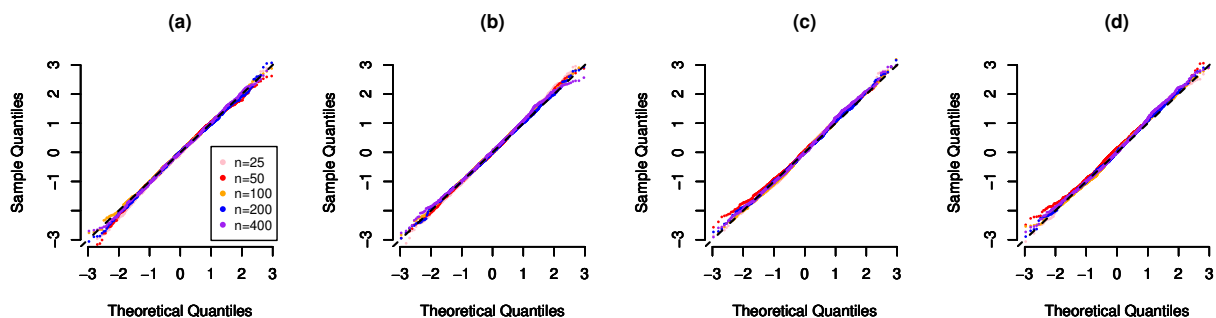 (a) (b) (c) (d)
Sample Quantiles
3
2
1
0
−1
−3
n=25
n=50
n=100
n=200
n=400
−3 −2 −1 0 1 2 3
Theoretical Quantiles
Sample Quantiles
3
2
1
0
−1
−3
−3 −2 −1 0 1 2 3
Theoretical Quantiles
Sample Quantiles
3
2
1
0
−1
−3
−3 −2 −1 0 1 2 3
Theoretical Quantiles
Sample Quantiles
3
2
1
0
−1
−3
−3 −2 −1 0 1 2 3
Theoretical Quantiles